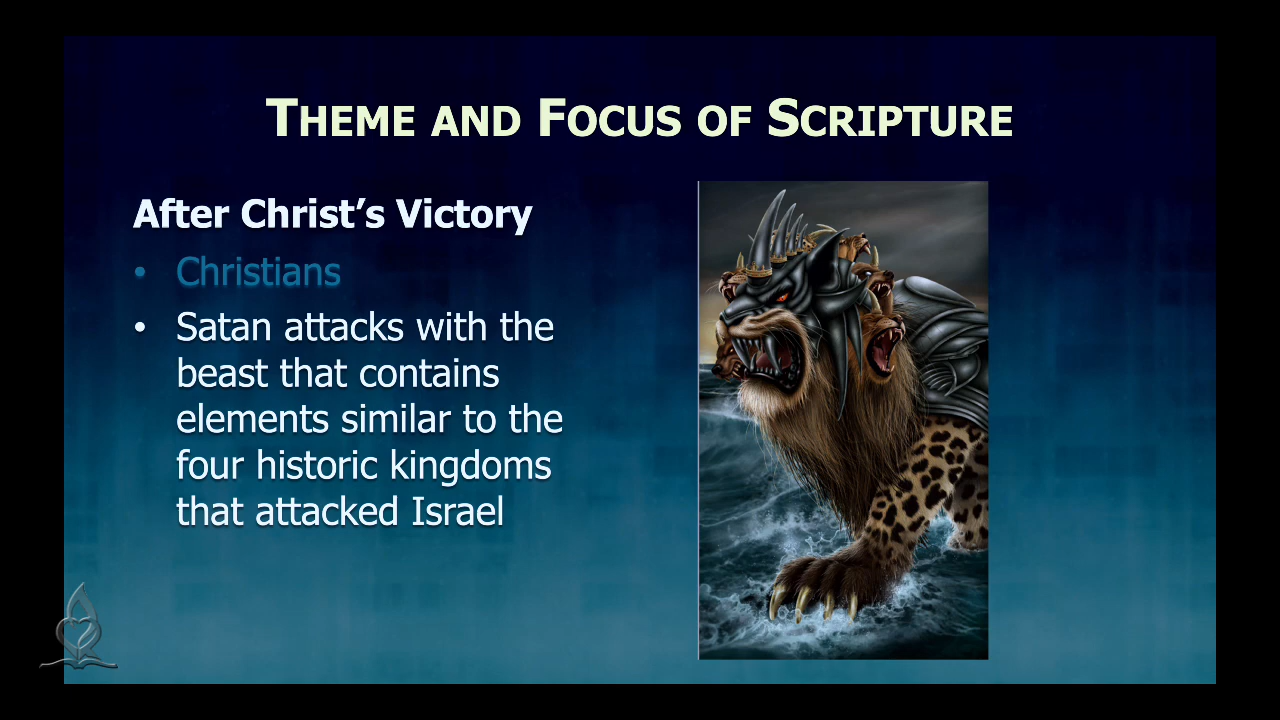 THEME AND FOCUS OF SCRIPTURE
After Christ’s Victory
• Christians
• Satan attacks with the
beast that contains
elements similar to the
four historic kingdoms
that attacked Israel